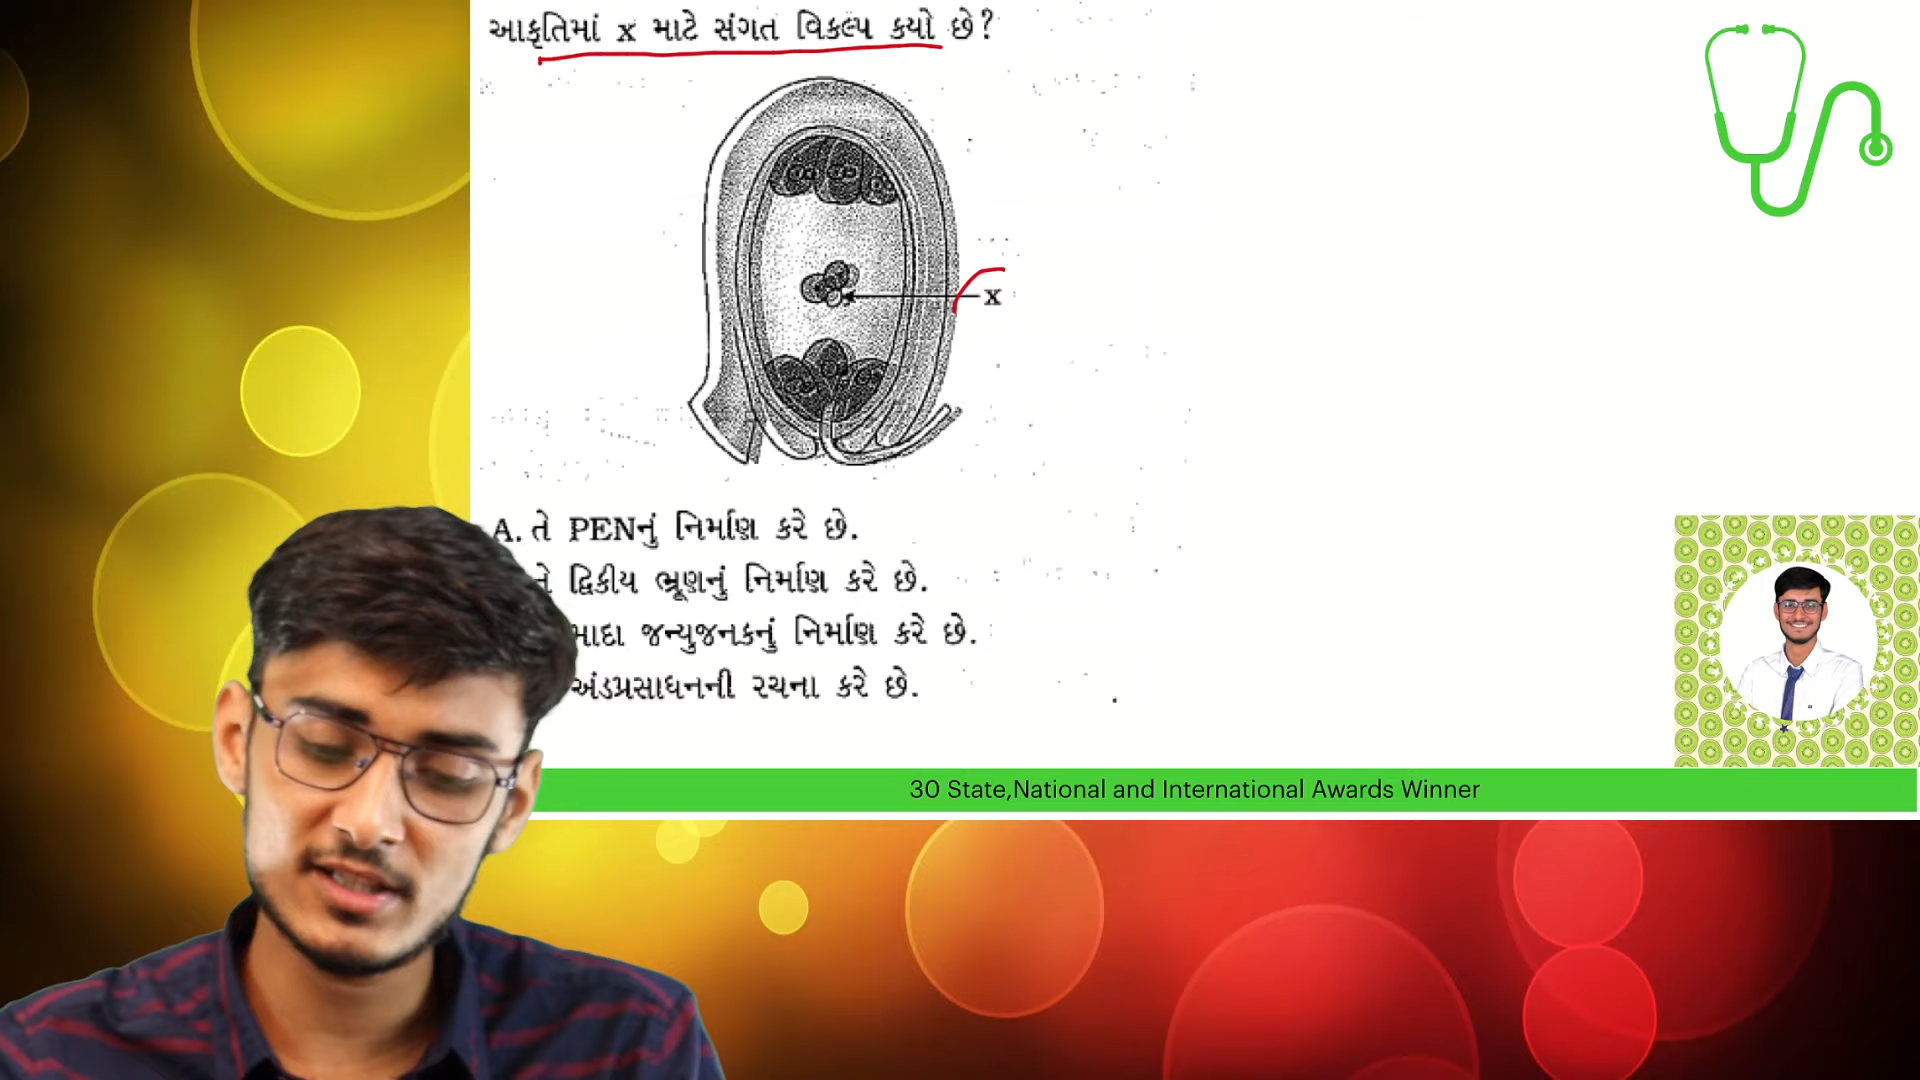 આકૃતિમાં x માટે સંગત વિકલ્પ કયો છે?
x
A. તે PENનું નિર્માણ કરે છે.
તે દ્વિકીય ભ્રૂણનું નિર્માણ કરે છે.
માદા જન્યુજનકનું નિર્માણ કરે છે.
અંડપ્રસાધનની રચના કરે છે.
30 State,National and International Awards Winner